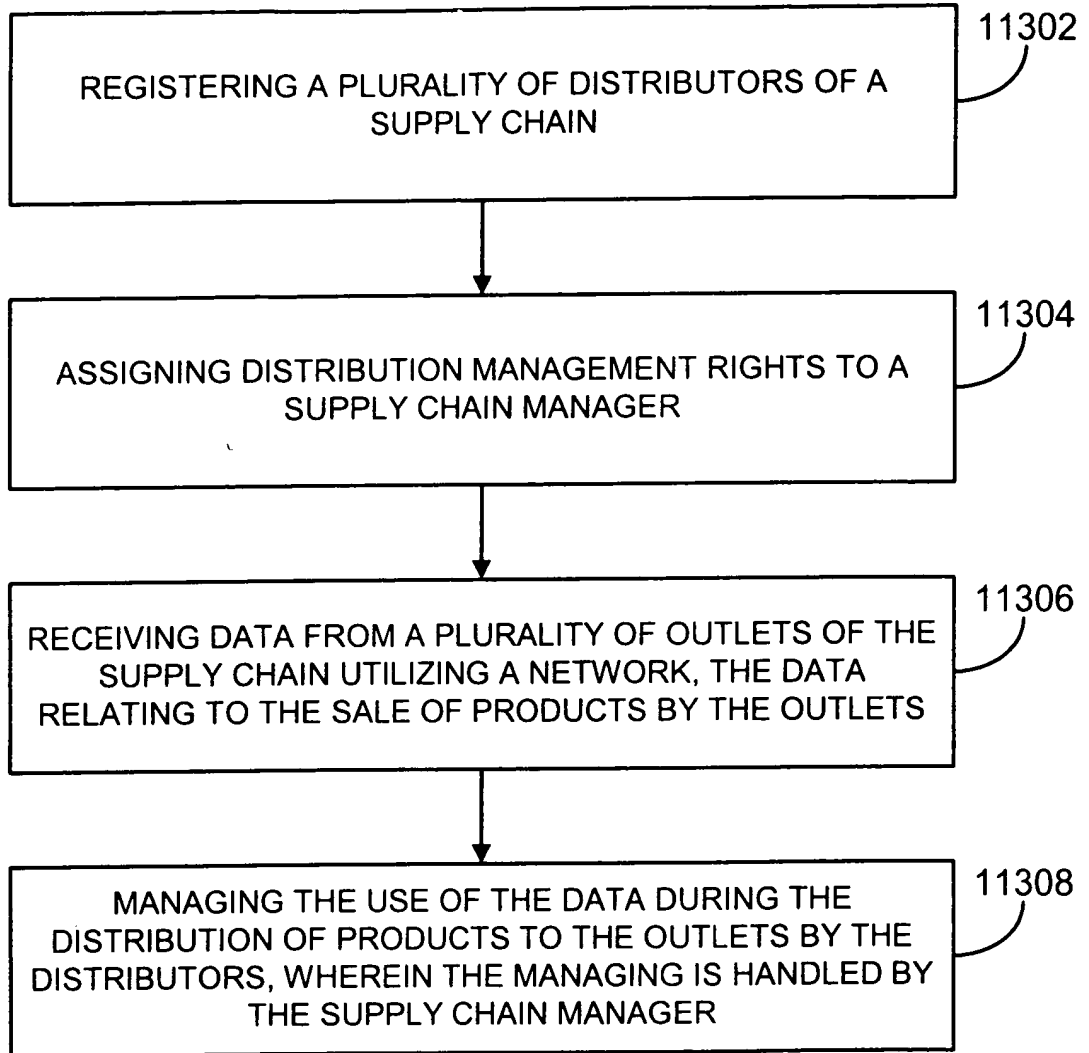 11302
REGISTERING A PLURALITY OF DISTRIBUTORS OF A
SUPPLY CHAIN
11304
ASSIGNING DISTRIBUTION MANAGEMENT RIGHTS TO A
SUPPLY CHAIN MANAGER
11306
RECEIVING DATA FROM A PLURALITY OF OUTLETS OF THE
SUPPLY CHAIN UTILIZING A NETWORK, THE DATA
RELATING TO THE SALE OF PRODUCTS BY THE OUTLETS
11308
MANAGING THE USE OF THE DATA DURING THE
DISTRIBUTION OF PRODUCTS TO THE OUTLETS BY THE
DISTRIBUTORS, WHEREIN THE MANAGING IS HANDLED BY
THE SUPPLY CHAIN MANAGER